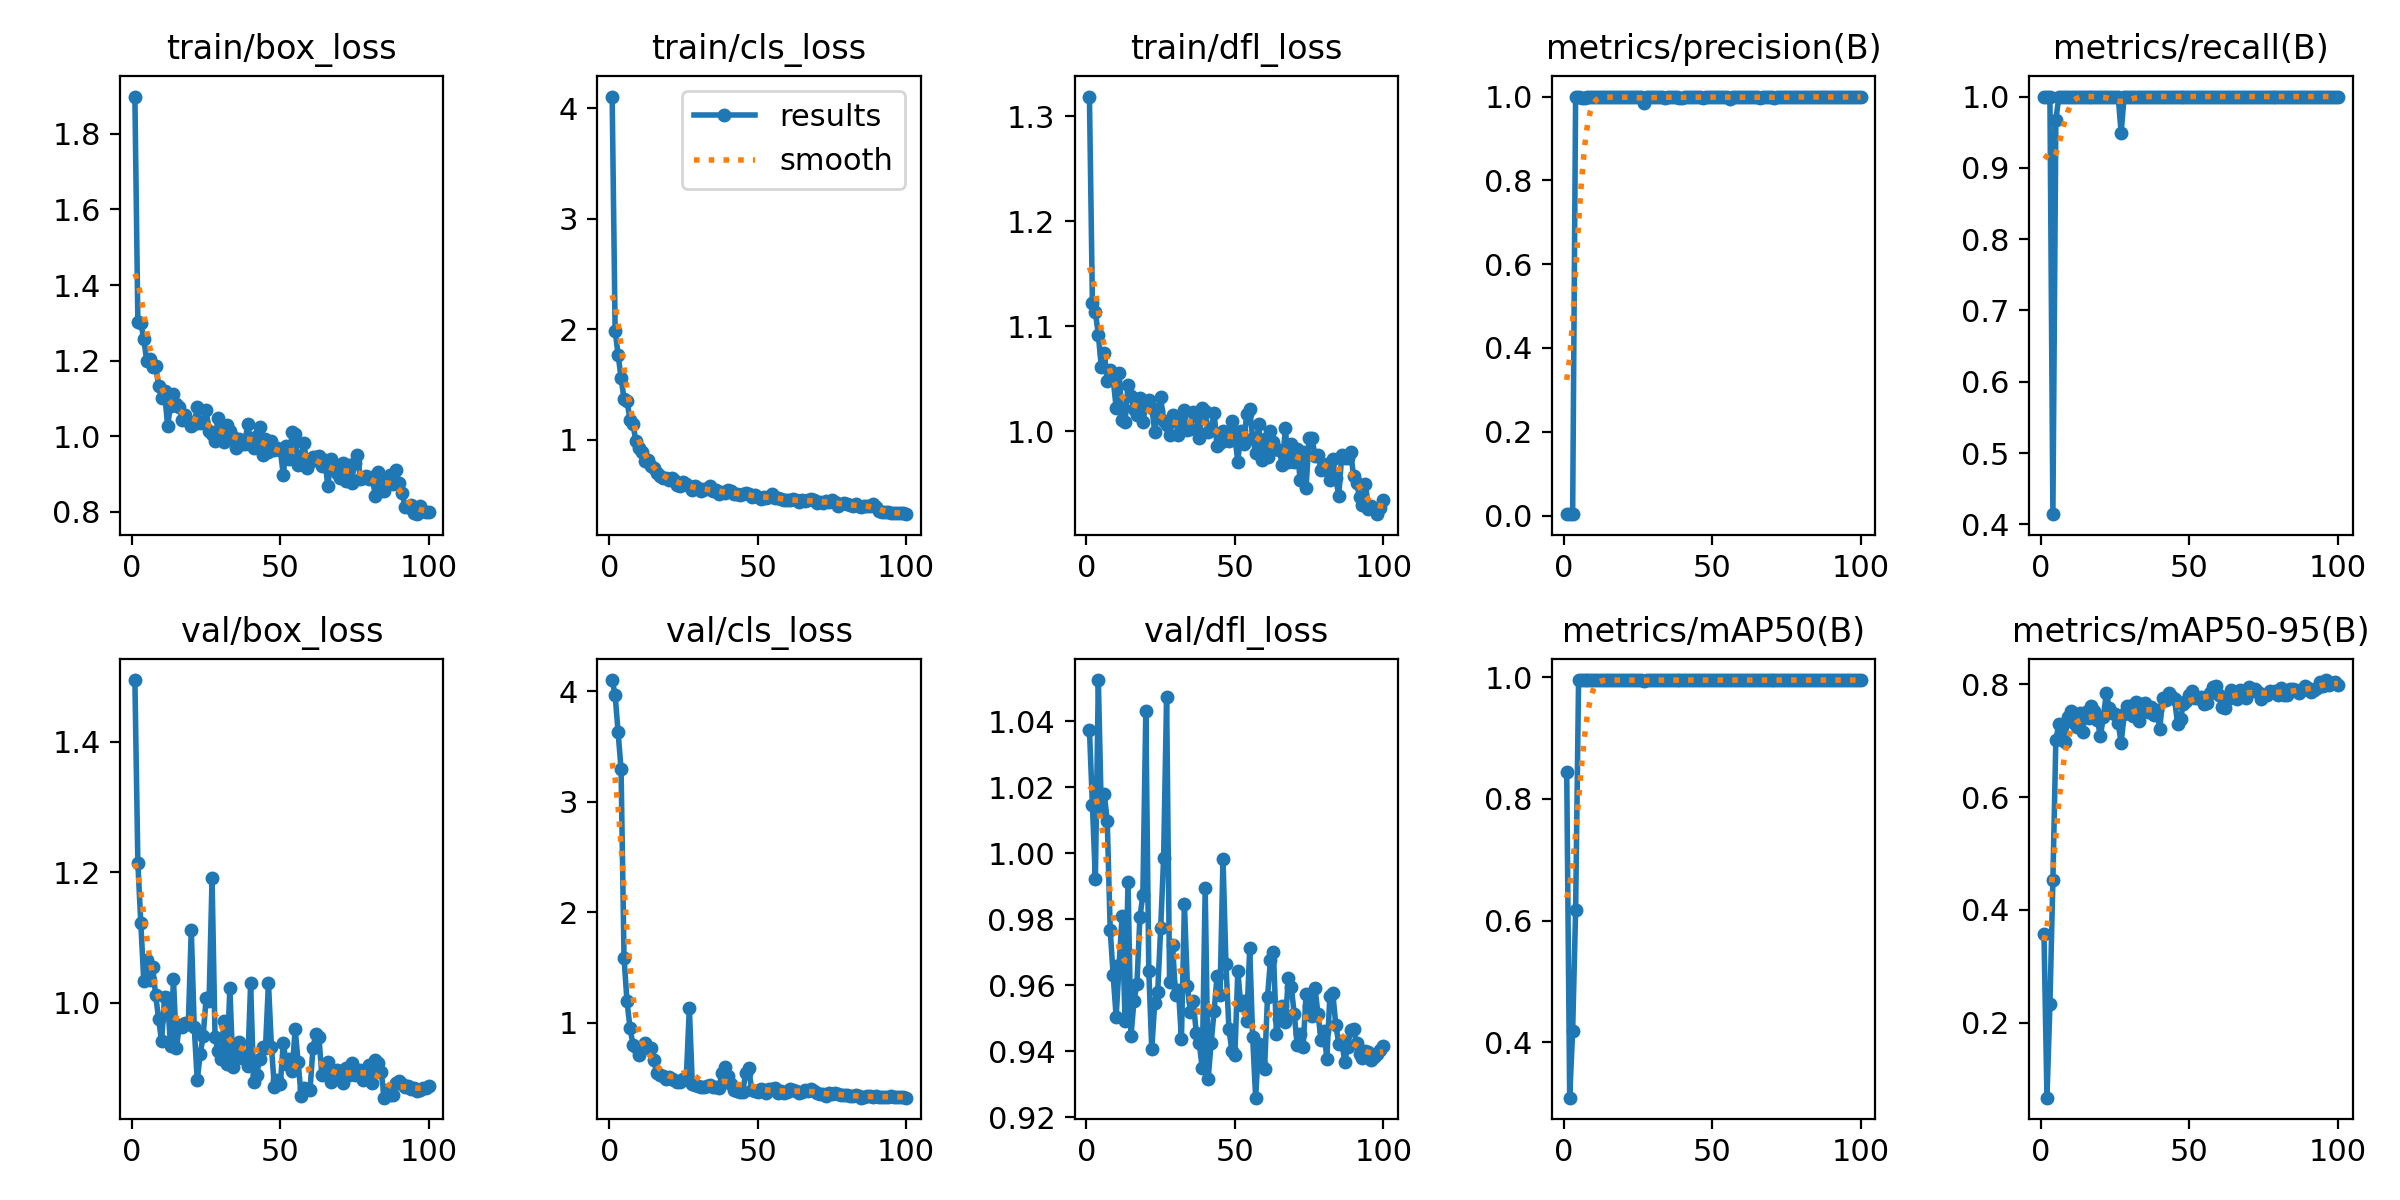 train/box_loss
1.8
1.6
1.4
1.2
1.0
0.8
0 50 100
train/cls_loss
results
smooth
4
3
2
1
0 50 100
train/dfl_loss
1.3
1.2
1.1
1.0
0 50 100
metrics/precision(B)
1.0
0.8
0.6
0.4
0.2
0.0
0 50 100
metrics/recall(B)
1.0
0.9
0.8
0.7
0.6
0.5
0.4
0 50 100
val/box_loss
1.4
1.2
1.0
0 50 100
val/cls_loss
4
3
2
1
0 50 100
val/dfl_loss
1.04
1.02
1.00
0.98
0.96
0.94
0.92
0 50 100
metrics/mAP50(B)
1.0
0.8
0.6
0.4
0 50 100
metrics/mAP50-95(B)
0.8
0.6
0.4
0.2
0 50 100